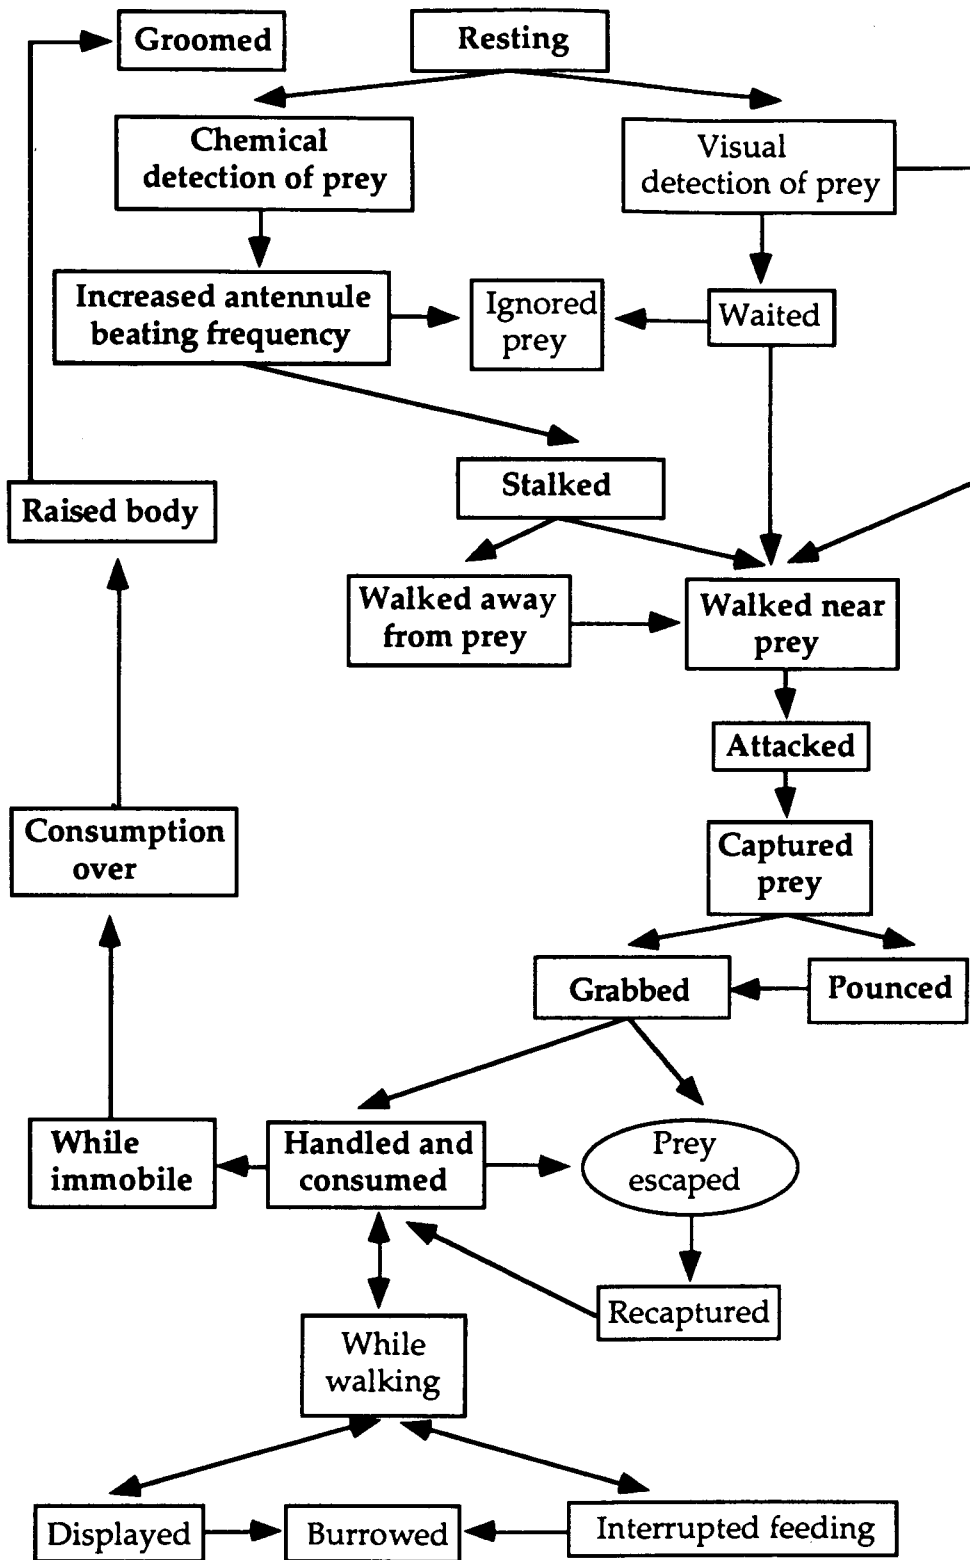 Groomed
Resting
Chemical
detection of prey
Visual
detection of prey
Increased antennule
beating frequency
Ignored
prey
Waited
Stalked
Raised body
Walked away
from prey
Walked near
prey
Attacked
Consumption
over
Captured
prey
Grabbed
Pounced
While
immobile
Handled and
consumed
Prey
escaped
Recaptured
While
walking
Displayed
Burrowed
Interrupted feeding